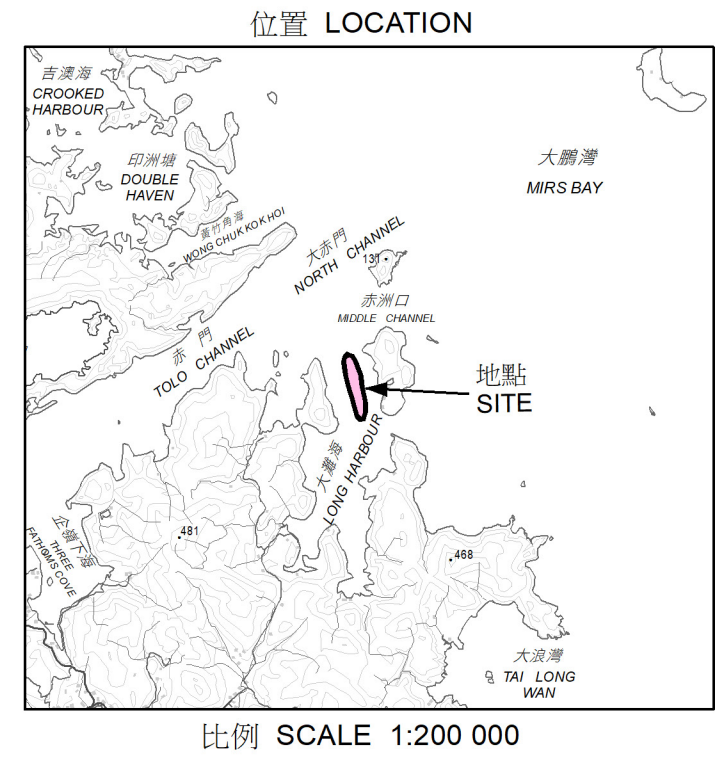 位置 LOCATION
吉澳海
CROOKED
HARBOUR
印洲塘
DOUBLE
HAVEN
大鵬灣
MIRS BAY
黃竹角海
WONG CHUK KOK HOI
大赤門
NORTH CHANNEL
131
赤洲口
MIDDLE CHANNEL
赤門
TOLO CHANNEL
地點
SITE
大灘海
LONG HARBOUR
企嶺下海
THREE
FATHOMS COVE
481
468
大浪灣
TAI LONG
WAN
比例 SCALE 1:200 000